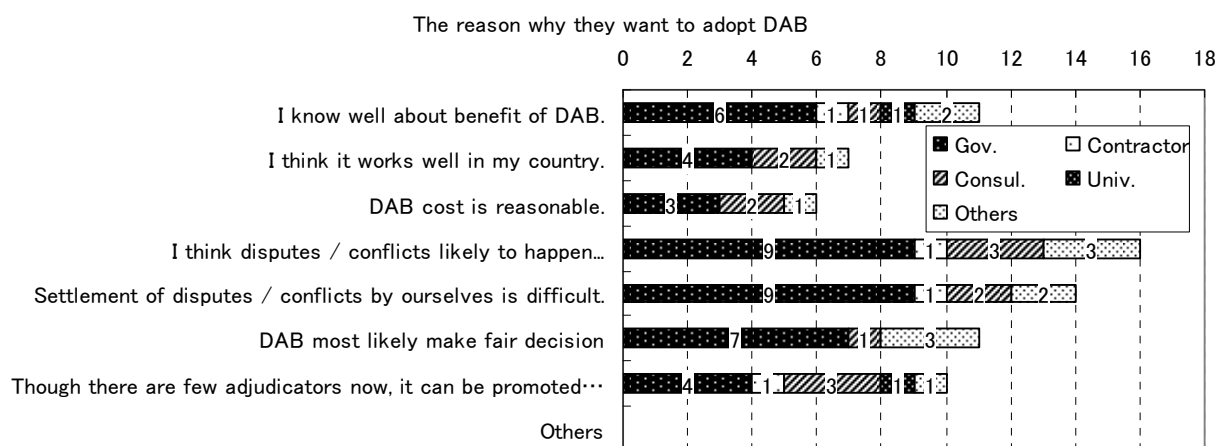 The reason why they want to adopt DAB
0 2 4 6 8 10 12 14 16 18
I know well about benefit of DAB. 6 1 1 1 2
Gov. Contractor
I think it works well in my country. 4 2 1
Consul. Univ.
DAB cost is reasonable. 3 2 1
Others
I think disputes / conflicts likely to happen… 9 1 3 3
Settlement of disputes / conflicts by ourselves is difficult. 9 1 2 2
DAB most likely make fair decision 7 1 3
Though there are few adjudicators now, it can be promoted⋯ 4 1 3 1 1
Others